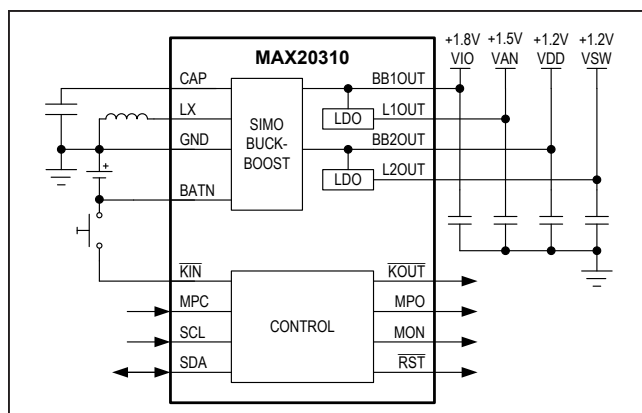 MAX20310
+1.8V +1.5V +1.2V +1.2V
VIO VAN VDD VSW
CAP
LX
GND
BATN
SIMO
BUCK-
BOOST
BB1OUT
LDO
L1OUT
BB2OUT
LDO
L2OUT
+
KIN
MPC
SCL
SDA
CONTROL
KOUT
MPO
MON
RST